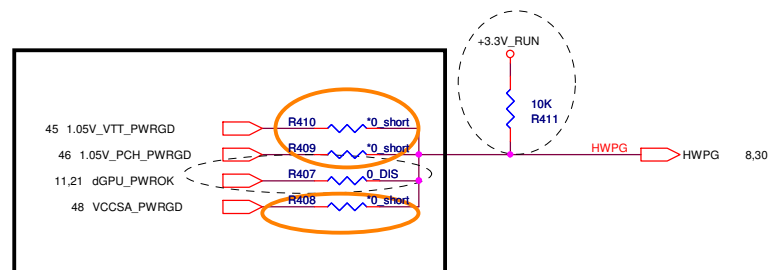 +3.3V_RUN
10K
R411
45 1.05V_VTT_PWRGD R410 *0_short
46 1.05V_PCH_PWRGD R409 *0_short HWPG HWPG 8,30
11,21 dGPU_PWROK R407 0_DIS
48 VCCSA_PWRGD R408 *0_short